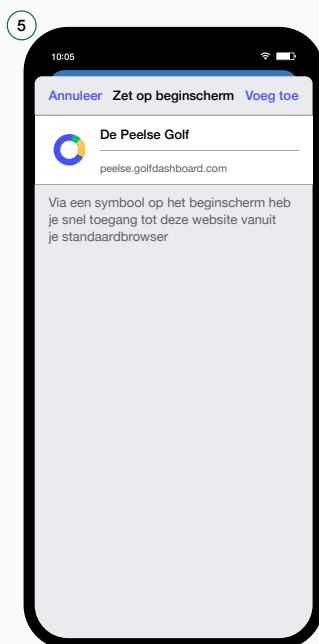 5
10:05
Annuleer Zet op beginscherm Voeg toe
De Peelse Golf
peelse.golfdashboard.com
Via een symbool op het beginscherm heb
je snel toegang tot deze website vanuit
je standaardbrowser